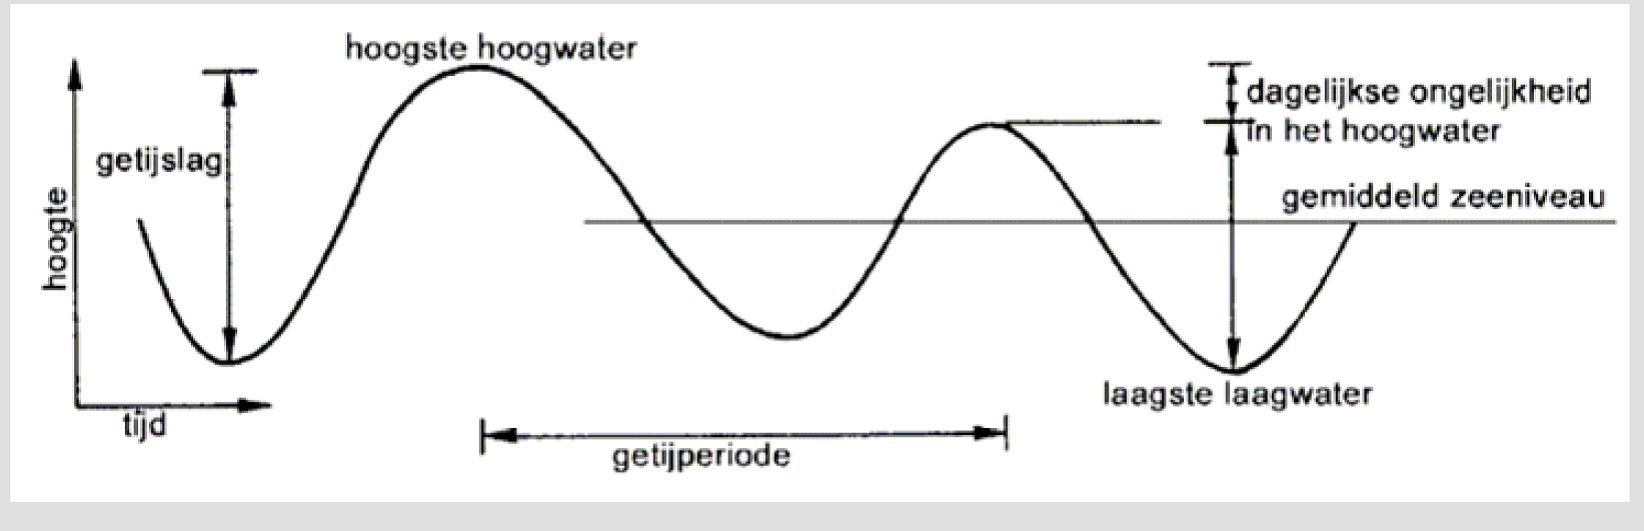 hoogste hoogwater
dagelijkse ongelijkheid
in het hoogwater
getijslag
gemiddeld zeeniveau
hoogte
laagste laagwater
tijd
getijperiode